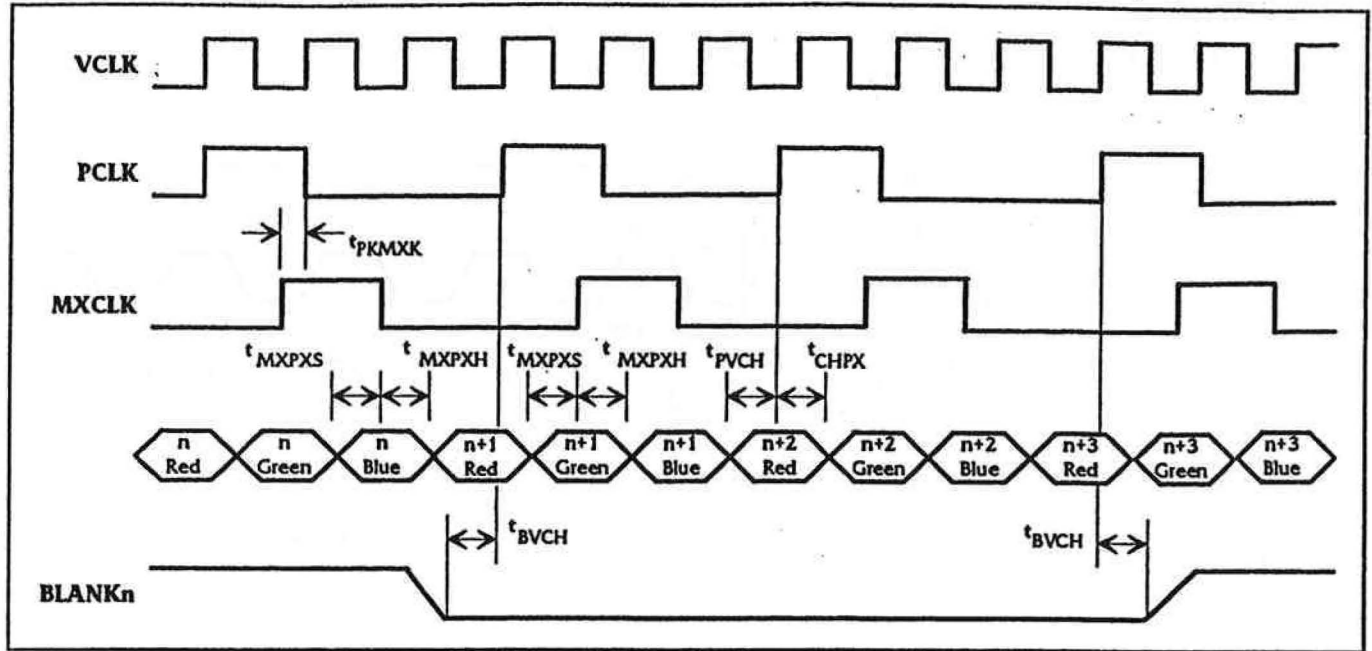 VCLK
PCLK
tPKMXK
MXCLK
tMXPXS tMXPXH tMXPXS tMXPXH tPVCH tCHPX
n n n n+1 n+1 n+1 n+2 n+2 n+2 n+3 n+3 n+3
Red Green Blue Red Green Blue Red Green Blue Red Green Blue
tBVCH tBVCH
BLANKn